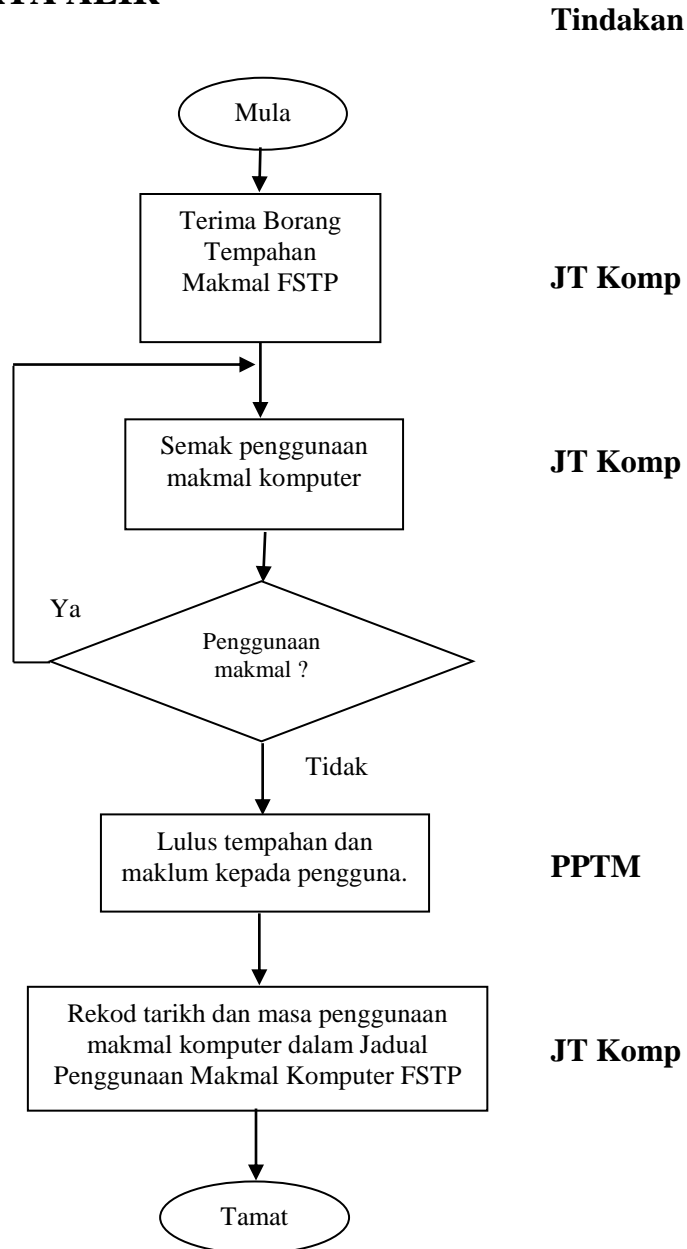 Tindakan
Mula
Terima Borang
Tempahan
Makmal FSTP
JT Komp
Semak penggunaan
makmal komputer
JT Komp
Ya
Penggunaan
makmal ?
Tidak
Lulus tempahan dan
maklum kepada pengguna.
PPTM
Rekod tarikh dan masa penggunaan
makmal komputer dalam Jadual
Penggunaan Makmal Komputer FSTP
JT Komp
Tamat